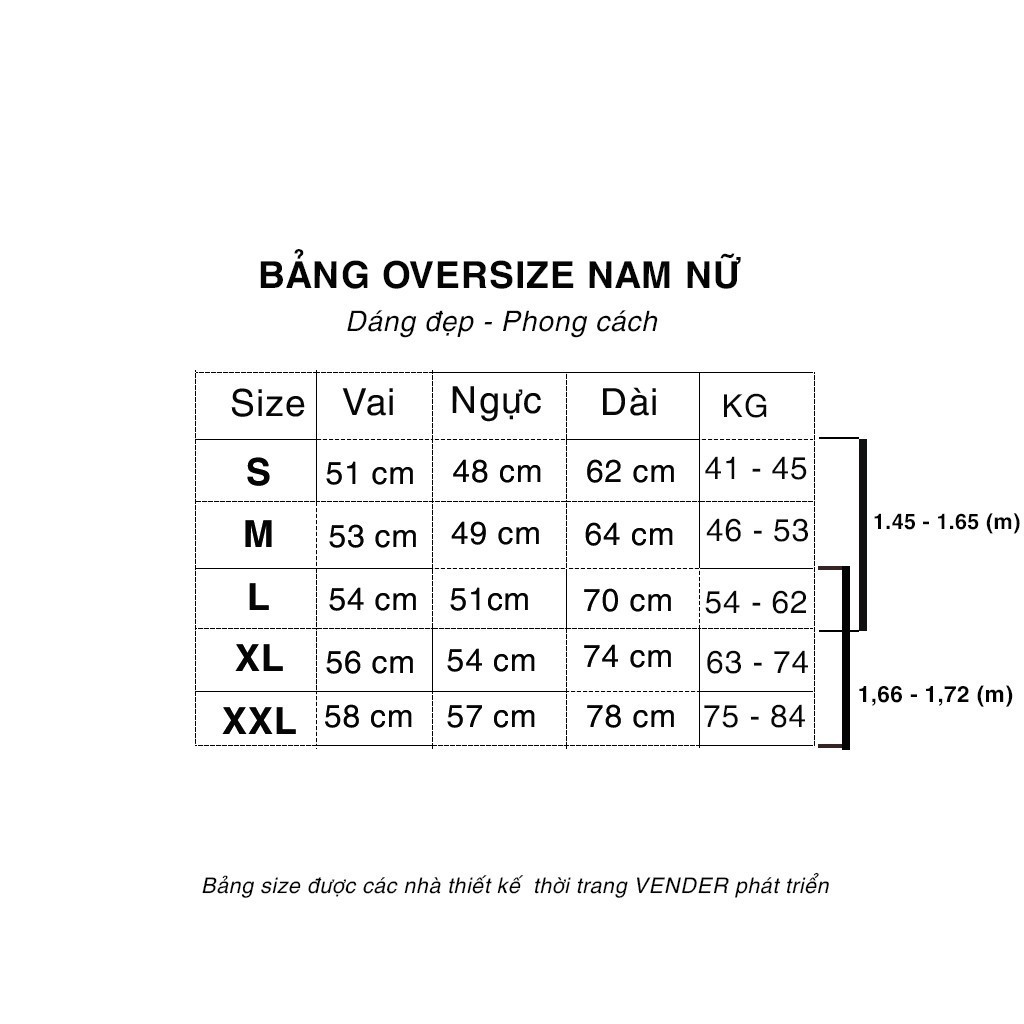 BẢNG OVERSIZE NAM NỮ
Dáng đẹp - Phong cách
Size Vai Ngực Dài KG
S 51 cm 48 cm 62 cm 41 - 45
M 53 cm 49 cm 64 cm 46 - 53
1.45 - 1.65 (m)
L 54 cm 51cm 70 cm 54 - 62
XL 56 cm 54 cm 74 cm 63 - 74
1,66 - 1,72 (m)
XXL 58 cm 57 cm 78 cm 75 - 84
Bảng size được các nhà thiết kế thời trang VENDER phát triển